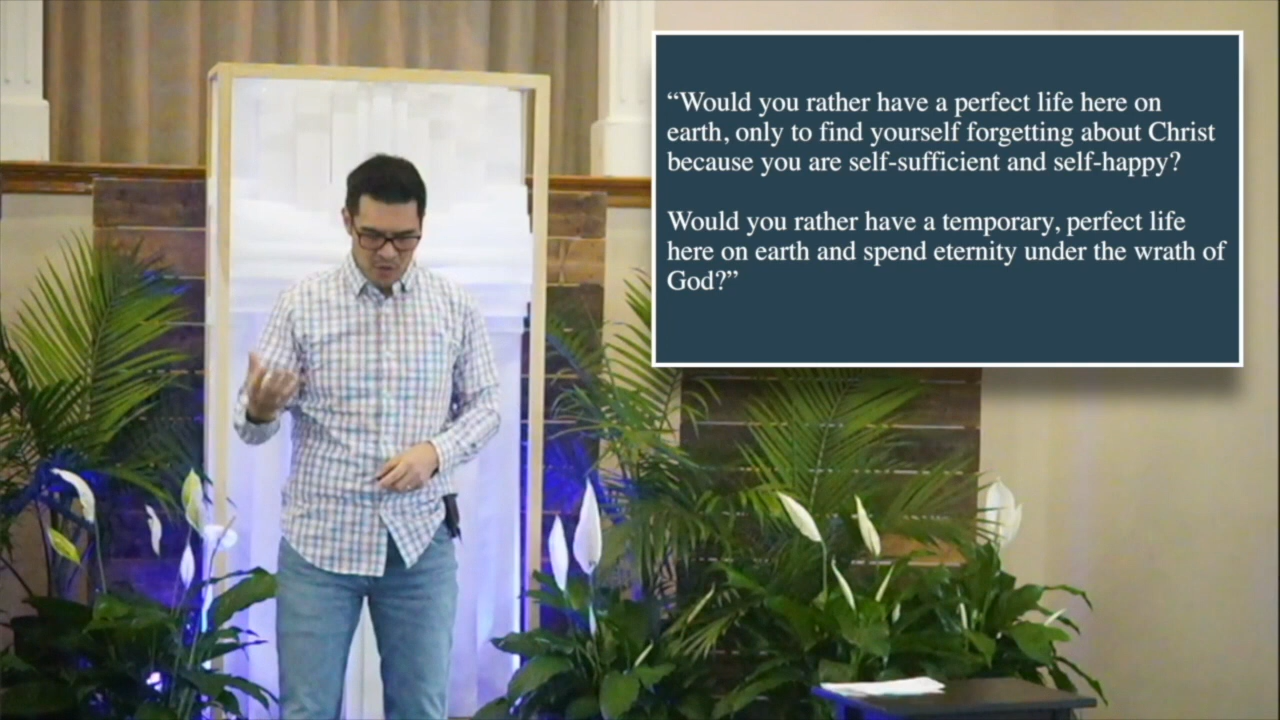 “Would you rather have a perfect life here on
earth, only to find yourself forgetting about Christ
because you are self-sufficient and self-happy?
Would you rather have a temporary, perfect life
here on earth and spend eternity under the wrath of
God?”